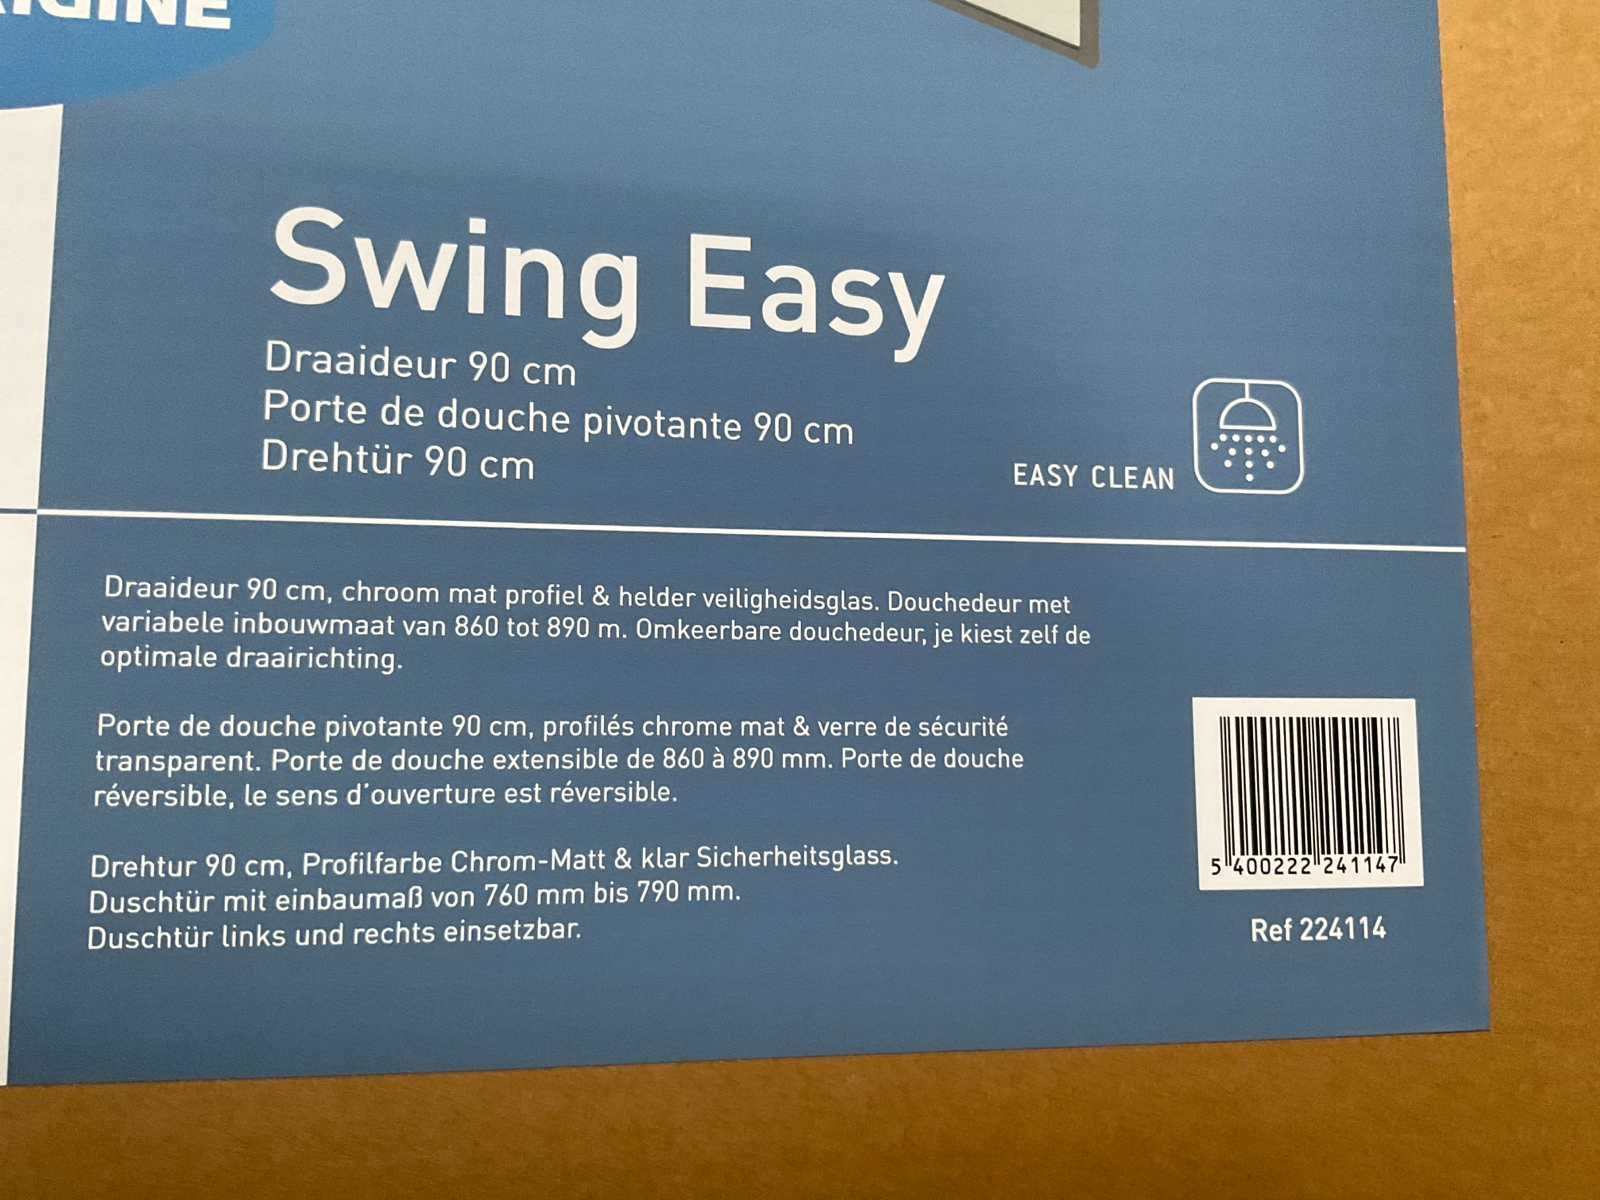 Swing Easy
Draaideur 90 cm
Porte de douche pivotante 90 cm
Drehtür 90 cm
EASY CLEAN
Draaideur 90 cm, chroom mat profiel & helder veiligheidsglas. Douchedeur met
variabele inbouwmaat van 860 tot 890 m. Omkeerbare douchedeur, je kiest zelf de
optimale draairichting.
Porte de douche pivotante 90 cm, profilés chrome mat & verre de sécurité
transparent. Porte de douche extensible de 860 à 890 mm. Porte de douche
réversible, le sens d'ouverture est réversible.
Drehtur 90 cm, Profilfarbe Chrom-Matt & klar Sicherheitsglass.
Duschtür mit einbaumaß von 760 mm bis 790 mm.
Duschtür links und rechts einsetzbar.
5 400222 241147
Ref 224114